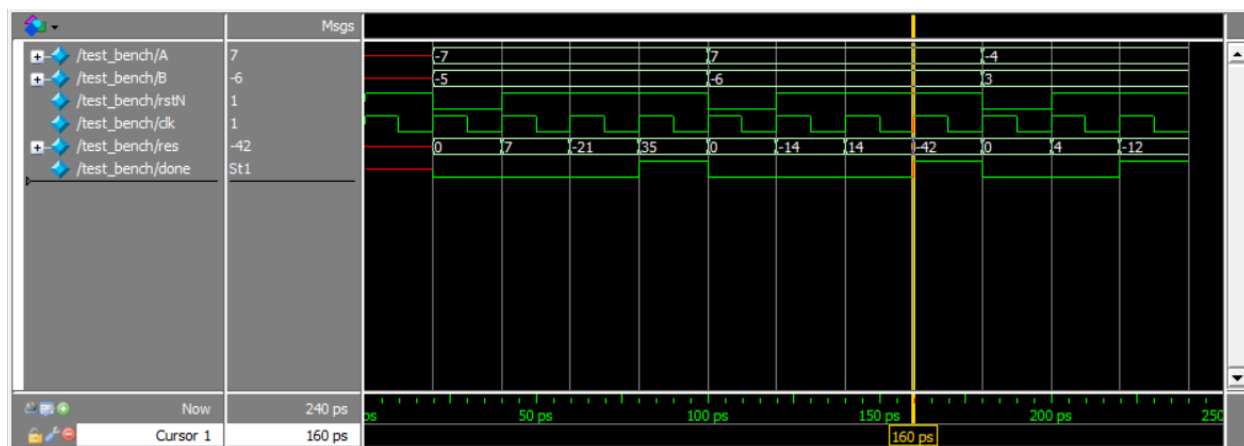 Msgs
/test_bench/A 7 -7 7 -4
/test_bench/B -6 -5 -6 3
/test_bench/rstN 1
/test_bench/clk 1
/test_bench/res -42 0 7 -21 35 0 -14 14 -42 0 4 -12
/test_bench/done St1
Now 240 ps ps 50 ps 100 ps 150 ps 200 ps 250
Cursor 1 160 ps 160 ps